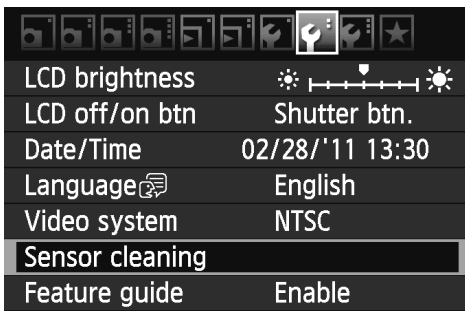 LCD brightness
LCD off/on btn Shutter btn.
Date/Time 02/28/'11 13:30
Language English
Video system NTSC
Sensor cleaning
Feature guide Enable